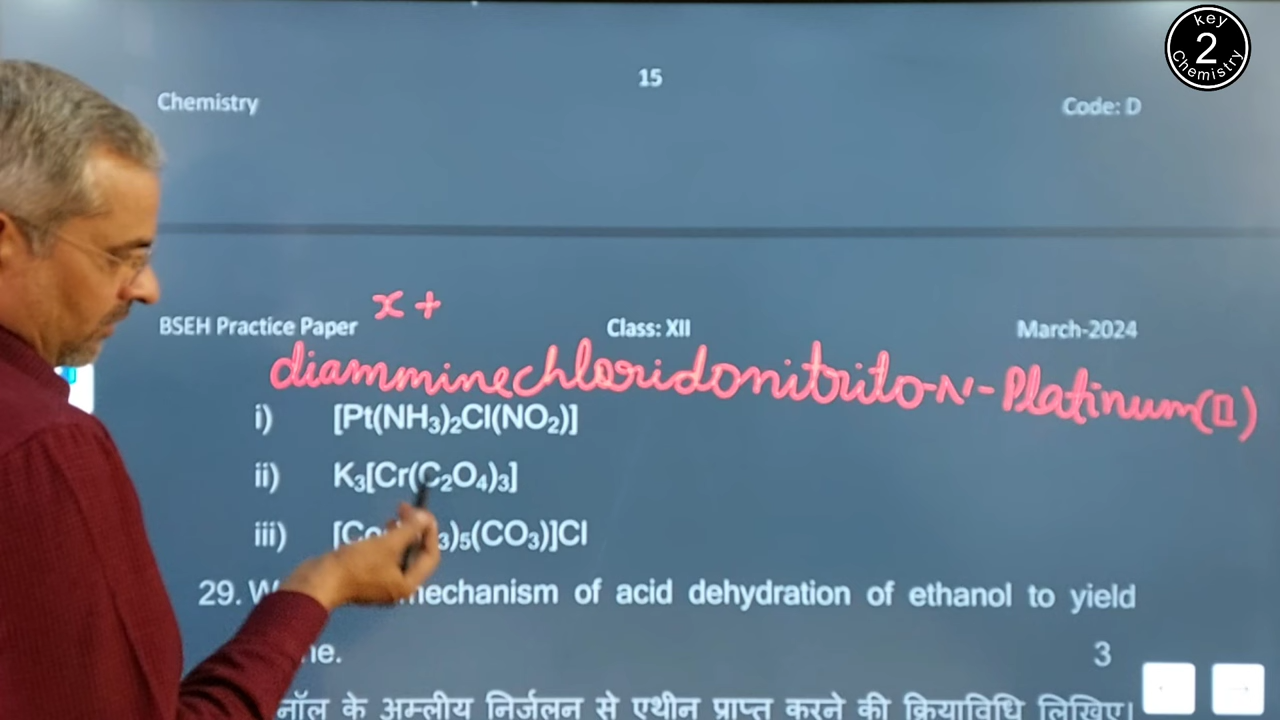 key
2
Chemistry
15
Chemistry Code: D
x +
BSEH Practice Paper Class: XII March-2024
diamminechloridonitrito-N-Platinum(II)
i) [Pt(NH₃)₂Cl(NO₂)]
ii) K₃[Cr(C₂O₄)₃]
iii) [Co ₃)₅(CO₃)]Cl
29. mechanism of acid dehydration of ethanol to yield
3
के अम्लीय निर्जलन से एथीन प्राप्त करने की क्रियाविधि लिखिए।